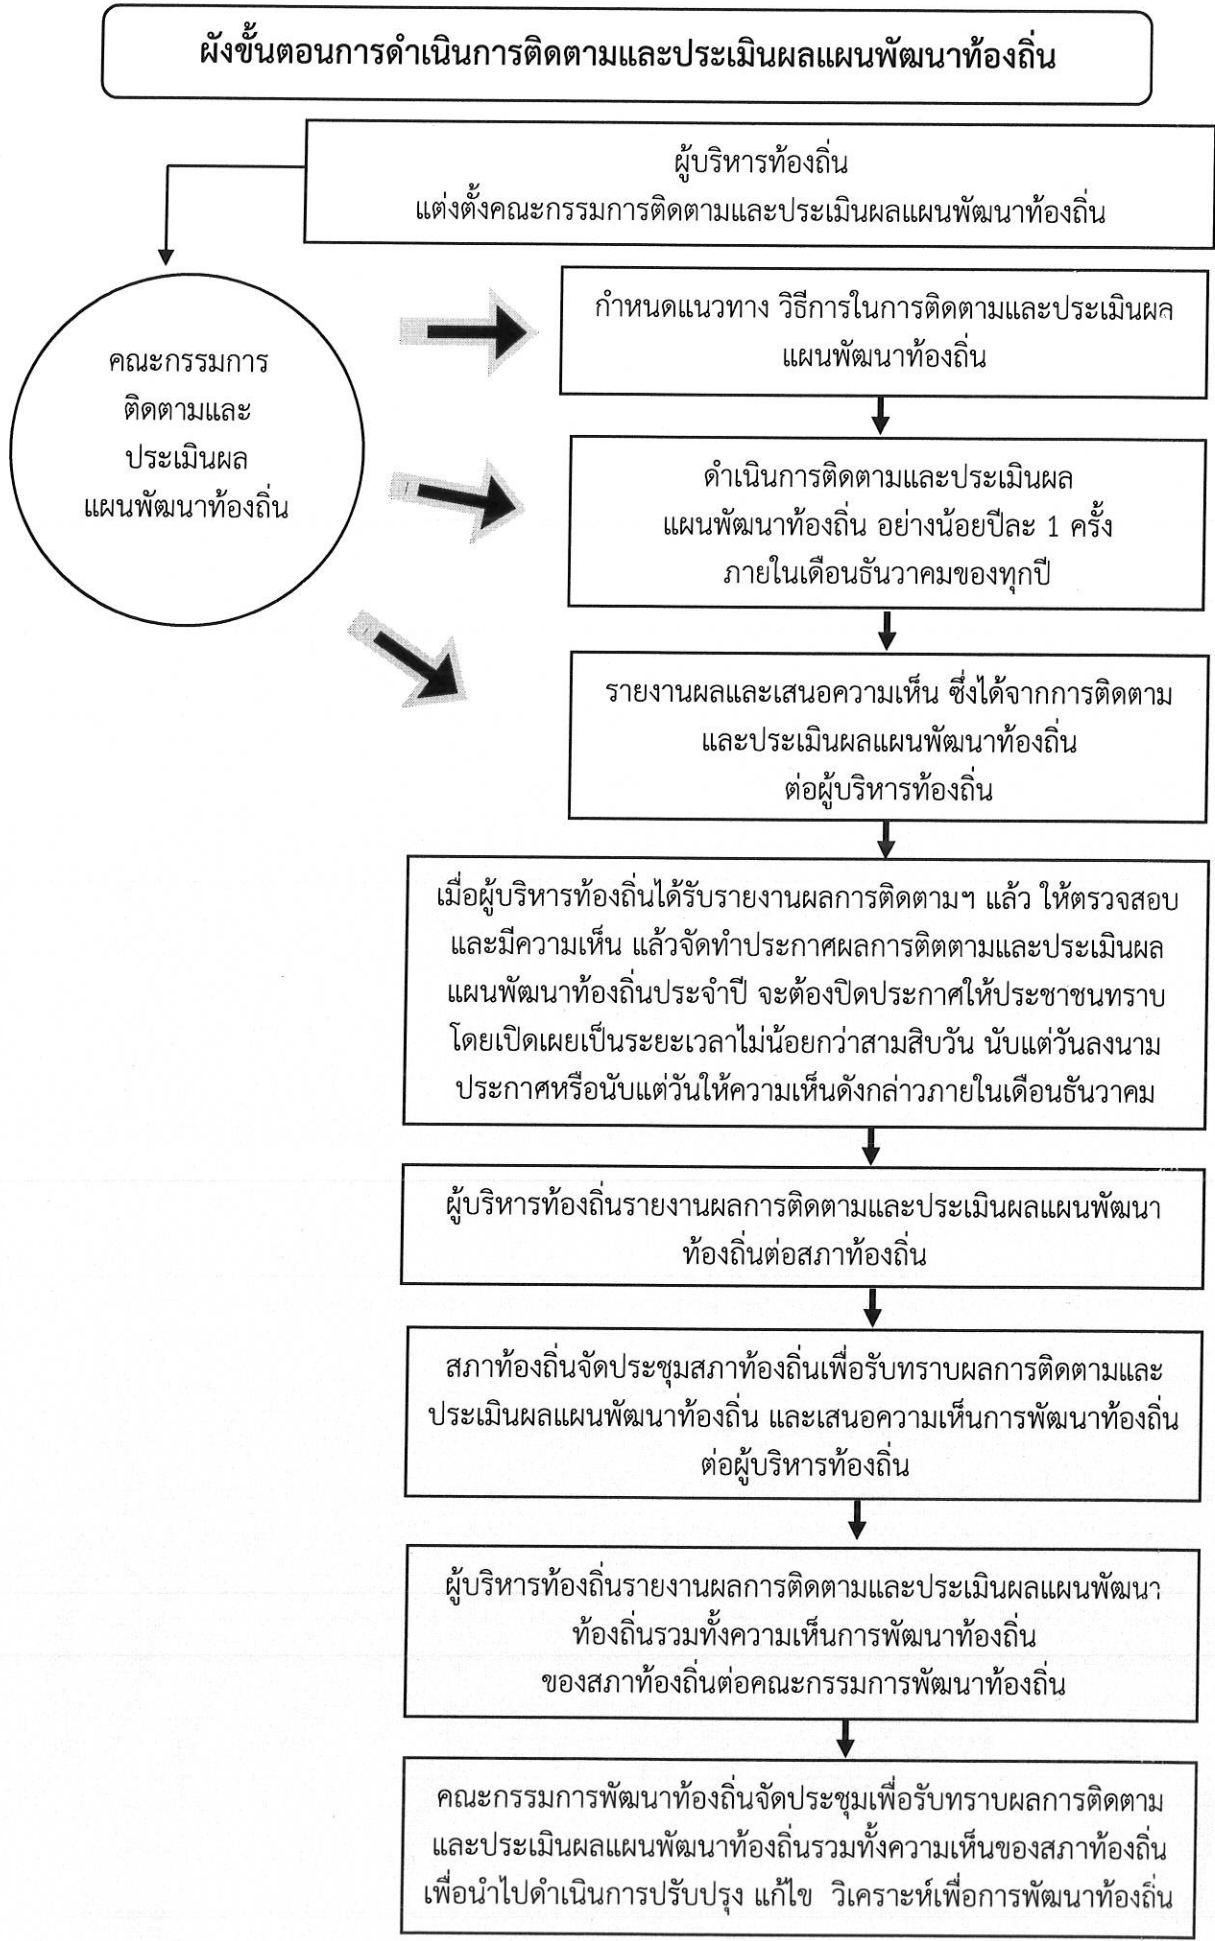 ผังขั้นตอนการดำเนินการติดตามและประเมินผลแผนพัฒนาท้องถิ่น
ผู้บริหารท้องถิ่น
แต่งตั้งคณะกรรมการติดตามและประเมินผลแผนพัฒนาท้องถิ่น
คณะกรรมการ
ติดตามและ
ประเมินผล
แผนพัฒนาท้องถิ่น
กำหนดแนวทาง วิธีการในการติดตามและประเมินผล
แผนพัฒนาท้องถิ่น
ดำเนินการติดตามและประเมินผล
แผนพัฒนาท้องถิ่น อย่างน้อยปีละ 1 ครั้ง
ภายในเดือนธันวาคมของทุกปี
รายงานผลและเสนอความเห็น ซึ่งได้จากการติดตาม
และประเมินผลแผนพัฒนาท้องถิ่น
ต่อผู้บริหารท้องถิ่น
เมื่อผู้บริหารท้องถิ่นได้รับรายงานผลการติดตามฯ แล้ว ให้ตรวจสอบ
และมีความเห็น แล้วจัดทำประกาศผลการติตตามและประเมินผล
แผนพัฒนาท้องถิ่นประจำปี จะต้องปิดประกาศให้ประชาชนทราบ
โดยเปิดเผยเป็นระยะเวลาไม่น้อยกว่าสามสิบวัน นับแต่วันลงนาม
ประกาศหรือนับแต่วันให้ความเห็นดังกล่าวภายในเดือนธันวาคม
ผู้บริหารท้องถิ่นรายงานผลการติดตามและประเมินผลแผนพัฒนา
ท้องถิ่นต่อสภาท้องถิ่น
สภาท้องถิ่นจัดประชุมสภาท้องถิ่นเพื่อรับทราบผลการติดตามและ
ประเมินผลแผนพัฒนาท้องถิ่น และเสนอความเห็นการพัฒนาท้องถิ่น
ต่อผู้บริหารท้องถิ่น
ผู้บริหารท้องถิ่นรายงานผลการติดตามและประเมินผลแผนพัฒนา
ท้องถิ่นรวมทั้งความเห็นการพัฒนาท้องถิ่น
ของสภาท้องถิ่นต่อคณะกรรมการพัฒนาท้องถิ่น
คณะกรรมการพัฒนาท้องถิ่นจัดประชุมเพื่อรับทราบผลการติดตาม
และประเมินผลแผนพัฒนาท้องถิ่นรวมทั้งความเห็นของสภาท้องถิ่น
เพื่อนำไปดำเนินการปรับปรุง แก้ไข วิเคราะห์เพื่อการพัฒนาท้องถิ่น